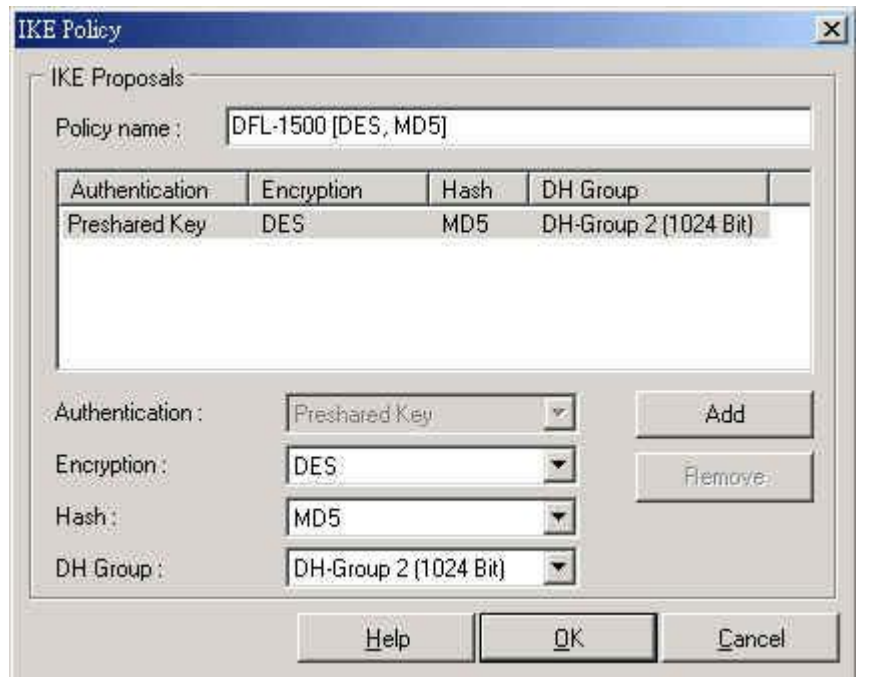 IKE Policy
IKE Proposals
Policy name :
DFL-1500 [DES, MD5]
Authentication Encryption Hash DH Group
Preshared Key DES MD5 DH-Group 2 (1024 Bit)
Authentication : Preshared Key Add
Encryption : DES Remove
Hash : MD5
DH Group : DH-Group 2 (1024 Bit)
Help OK Cancel